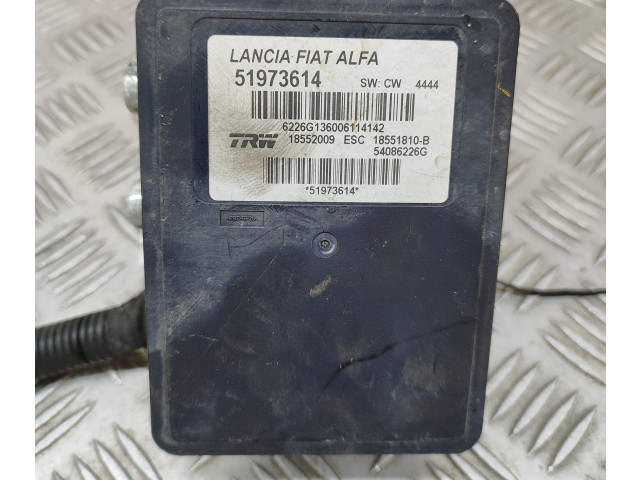 LANCIA FIAT ALFA
51973614 SW: CW 4444
6226G136006114142
TRW 18552009 ESC 18551810-B
54086226G
*51973614*